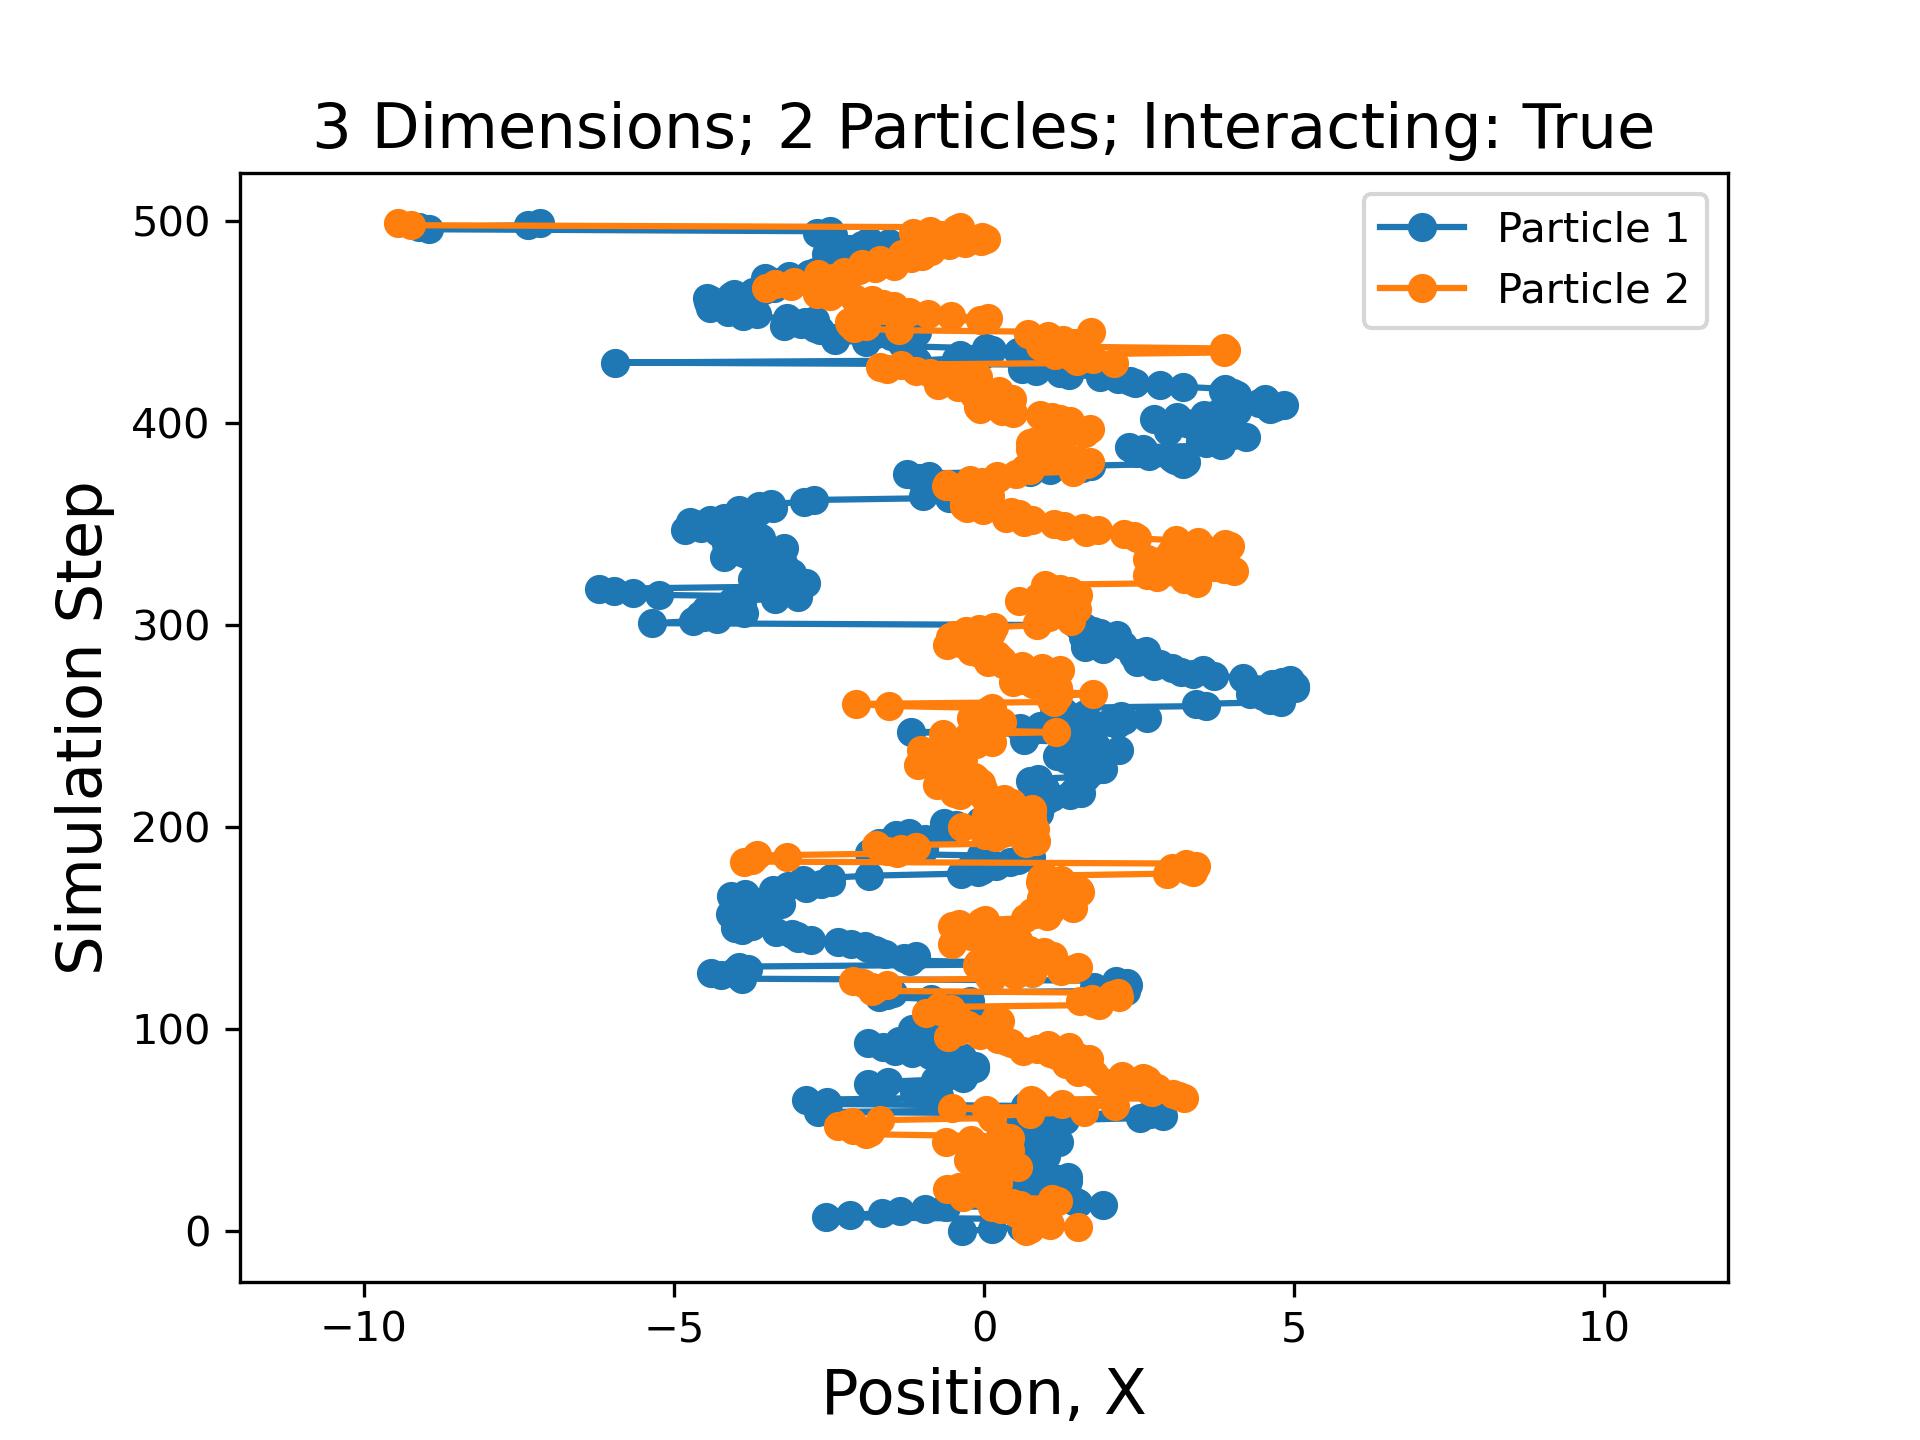 3 Dimensions; 2 Particles; Interacting: True
Particle 1
Particle 2
Simulation Step
500
400
300
200
100
0
−10
−5
0
5
10
Position, X